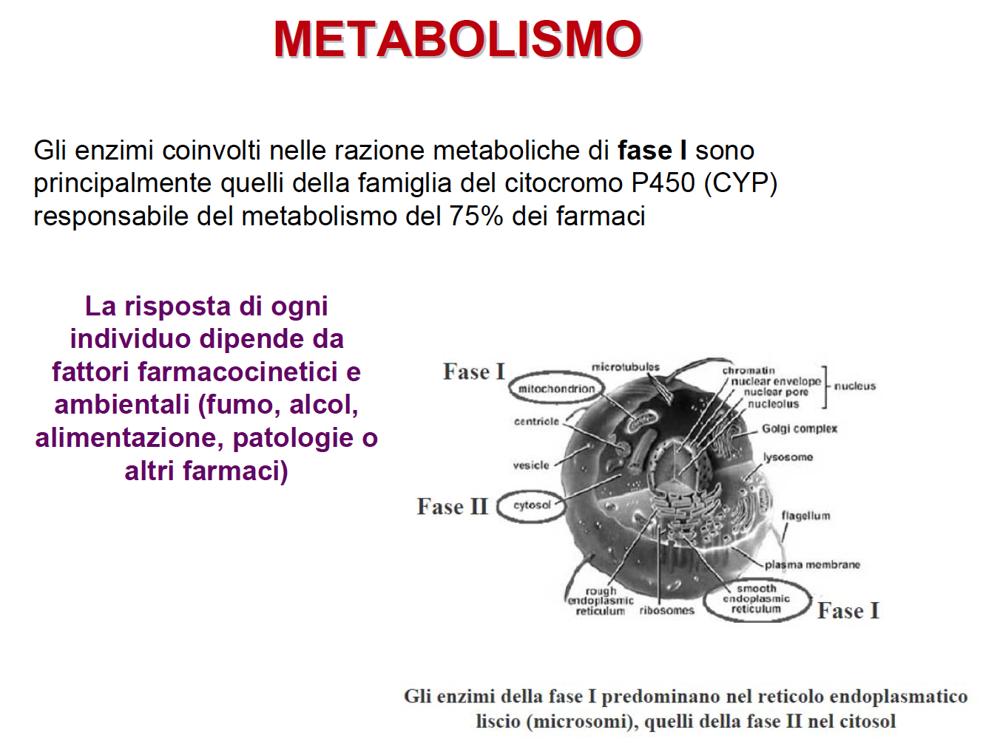 METABOLISMO
Gli enzimi coinvolti nelle razione metaboliche di fase I sono
principalmente quelli della famiglia del citocromo P450 (CYP)
responsabile del metabolismo del 75% dei farmaci
La risposta di ogni
individuo dipende da
fattori farmacocinetici e
ambientali (fumo, alcol,
alimentazione, patologie o
altri farmaci)
Fase I
mitochondrion
microtubules
chromatin
nuclear envelope
nuclear pore
nucleolus
nucleus
centriole
Golgi complex
vesicle
lysosome
Fase II
cytosol
flagellum
plasma membrane
rough
endoplasmic
reticulum
ribosomes
smooth
endoplasmic
reticulum
Fase I
Gli enzimi della fase I predominano nel reticolo endoplasmatico
liscio (microsomi), quelli della fase II nel citosol